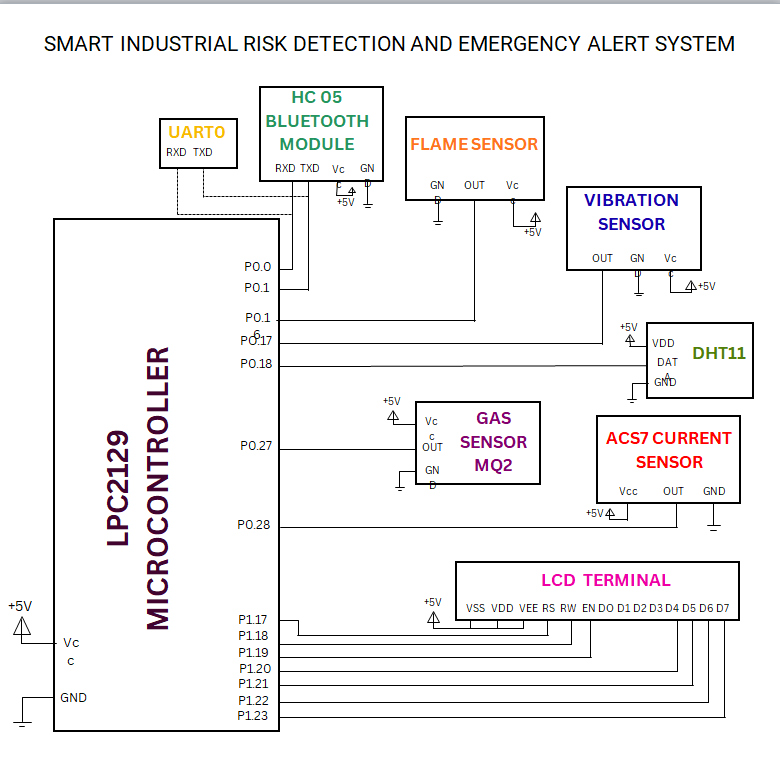 SMART INDUSTRIAL RISK DETECTION AND EMERGENCY ALERT SYSTEM
UART0
RXD TXD
HC 05
BLUETOOTH
MODULE
RXD TXD Vc
c
GN
D
+5V
FLAME SENSOR
GN
D
OUT
Vc
c
+5V
VIBRATION
SENSOR
OUT
GN
D
Vc
c
+5V
+5V
VDD
DAT
A
GND
DHT11
+5V
Vc
c
OUT
GN
D
GAS
SENSOR
MQ2
ACS7 CURRENT
SENSOR
Vcc OUT GND
+5V
LCD TERMINAL
VSS VDD VEE RS RW EN DO D1 D2 D3 D4 D5 D6 D7
+5V
LPC2129
MICROCONTROLLER
P0.0
P0.1
P0.1
6
P0.17
P0.18
P0.27
P0.28
P1.17
P1.18
P1.19
P1.20
P1.21
P1.22
P1.23
+5V
Vc
c
GND